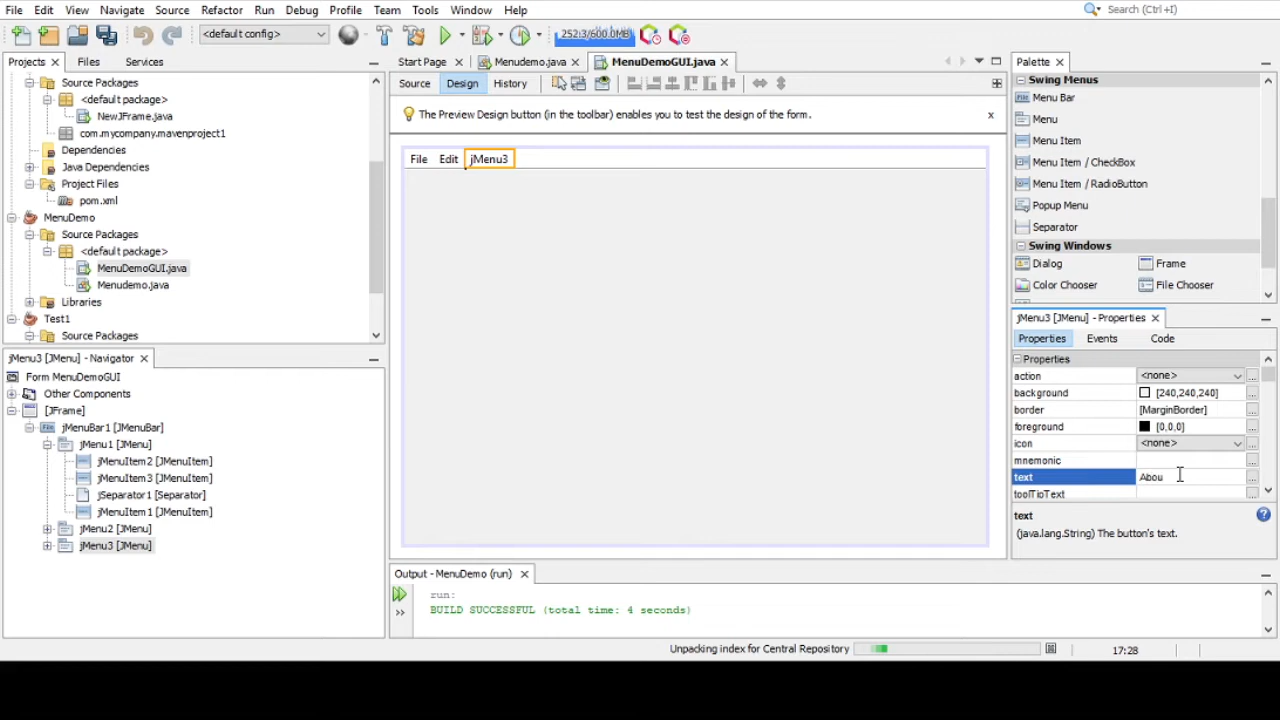 File Edit View Navigate Source Refactor Run Debug Profile Team Tools Window Help Search (Ctrl+I)
<default config> 252.3/600.0MB
Projects Files Services
Source Packages
<default package>
NewJFrame.java
com.mycompany.mavenproject1
Dependencies
Java Dependencies
Project Files
pom.xml
MenuDemo
Source Packages
<default package>
MenuDemoGUI.java
Menudemo.java
Libraries
Test1
Source Packages
jMenu3 [JMenu] - Navigator
Form MenuDemoGUI
Other Components
[JFrame]
jMenuBar1 [JMenuBar]
jMenu1 [JMenu]
jMenuItem2 [JMenuItem]
jMenuItem3 [JMenuItem]
jSeparator1 [Separator]
jMenuItem1 [JMenuItem]
jMenu2 [JMenu]
jMenu3 [JMenu]
Start Page Menudemo.java MenuDemoGUI.java
Source Design History
The Preview Design button (in the toolbar) enables you to test the design of the form. x
File Edit jMenu3
Output - MenuDemo (run)
run:
BUILD SUCCESSFUL (total time: 4 seconds)
Palette
Swing Menus
Menu Bar
Menu
Menu Item
Menu Item / CheckBox
Menu Item / RadioButton
Popup Menu
Separator
Swing Windows
Dialog Frame
Color Chooser File Chooser
jMenu3 [JMenu] - Properties
Properties Events Code
Properties
action <none> ...
background [240,240,240] ...
border [MarginBorder] ...
foreground [0,0,0] ...
icon <none> ...
mnemonic ...
text Abou ...
toolTipText ...
text
(java.lang.String) The button's text.
Unpacking index for Central Repository 17:28